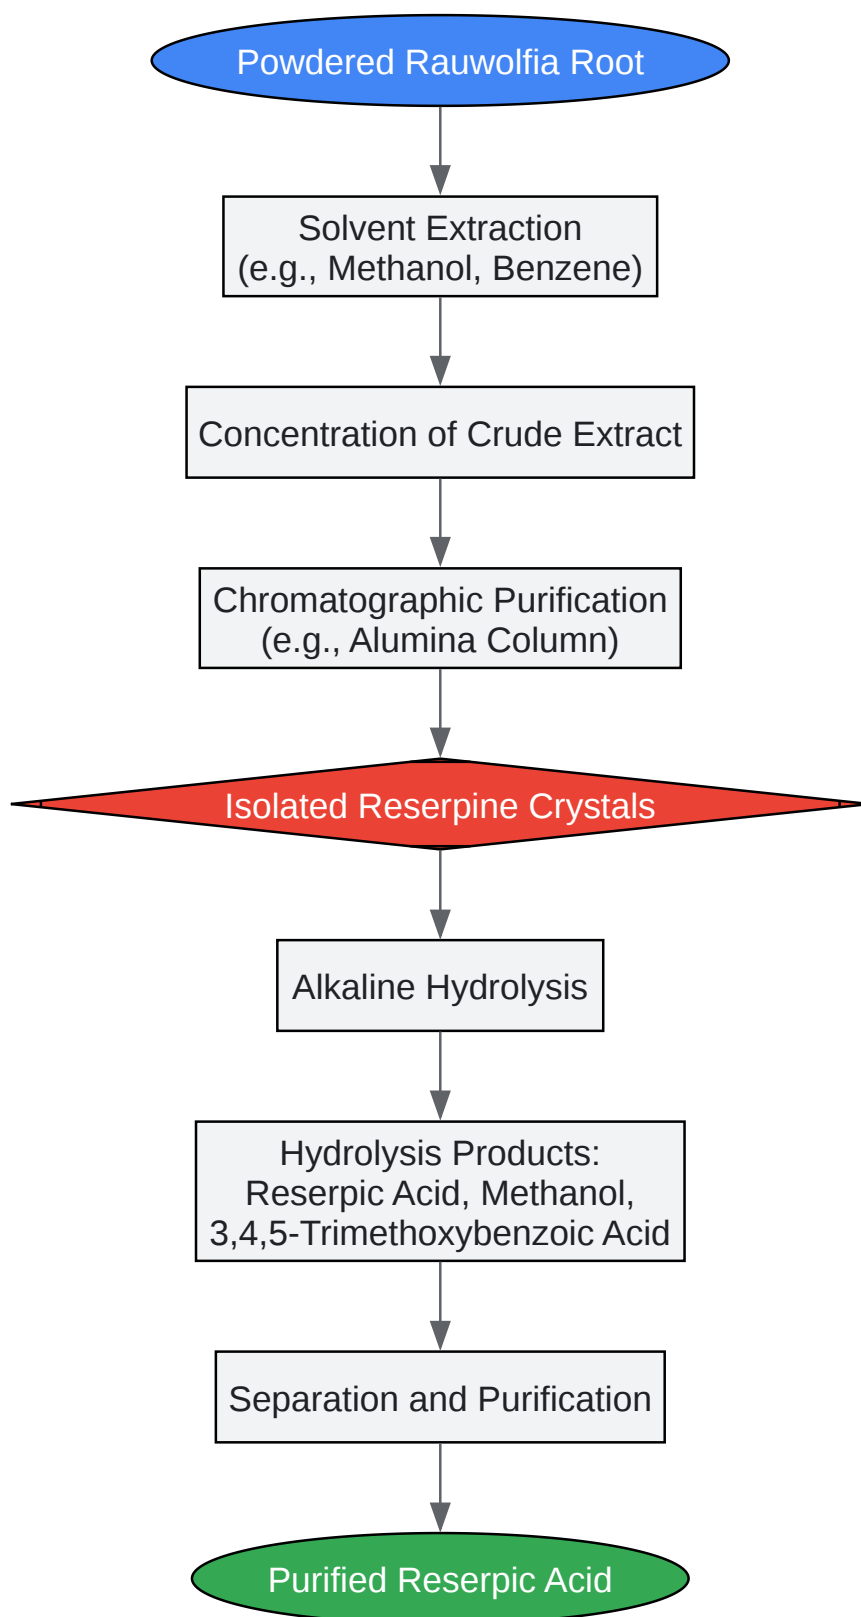 Powdered Rauwolfia Root
Solvent Extraction
(e.g., Methanol, Benzene)
Concentration of Crude Extract
Chromatographic Purification
(e.g., Alumina Column)
Isolated Reserpine Crystals
Alkaline Hydrolysis
Hydrolysis Products:
Reserpic Acid, Methanol,
3,4,5-Trimethoxybenzoic Acid
Separation and Purification
Purified Reserpic Acid